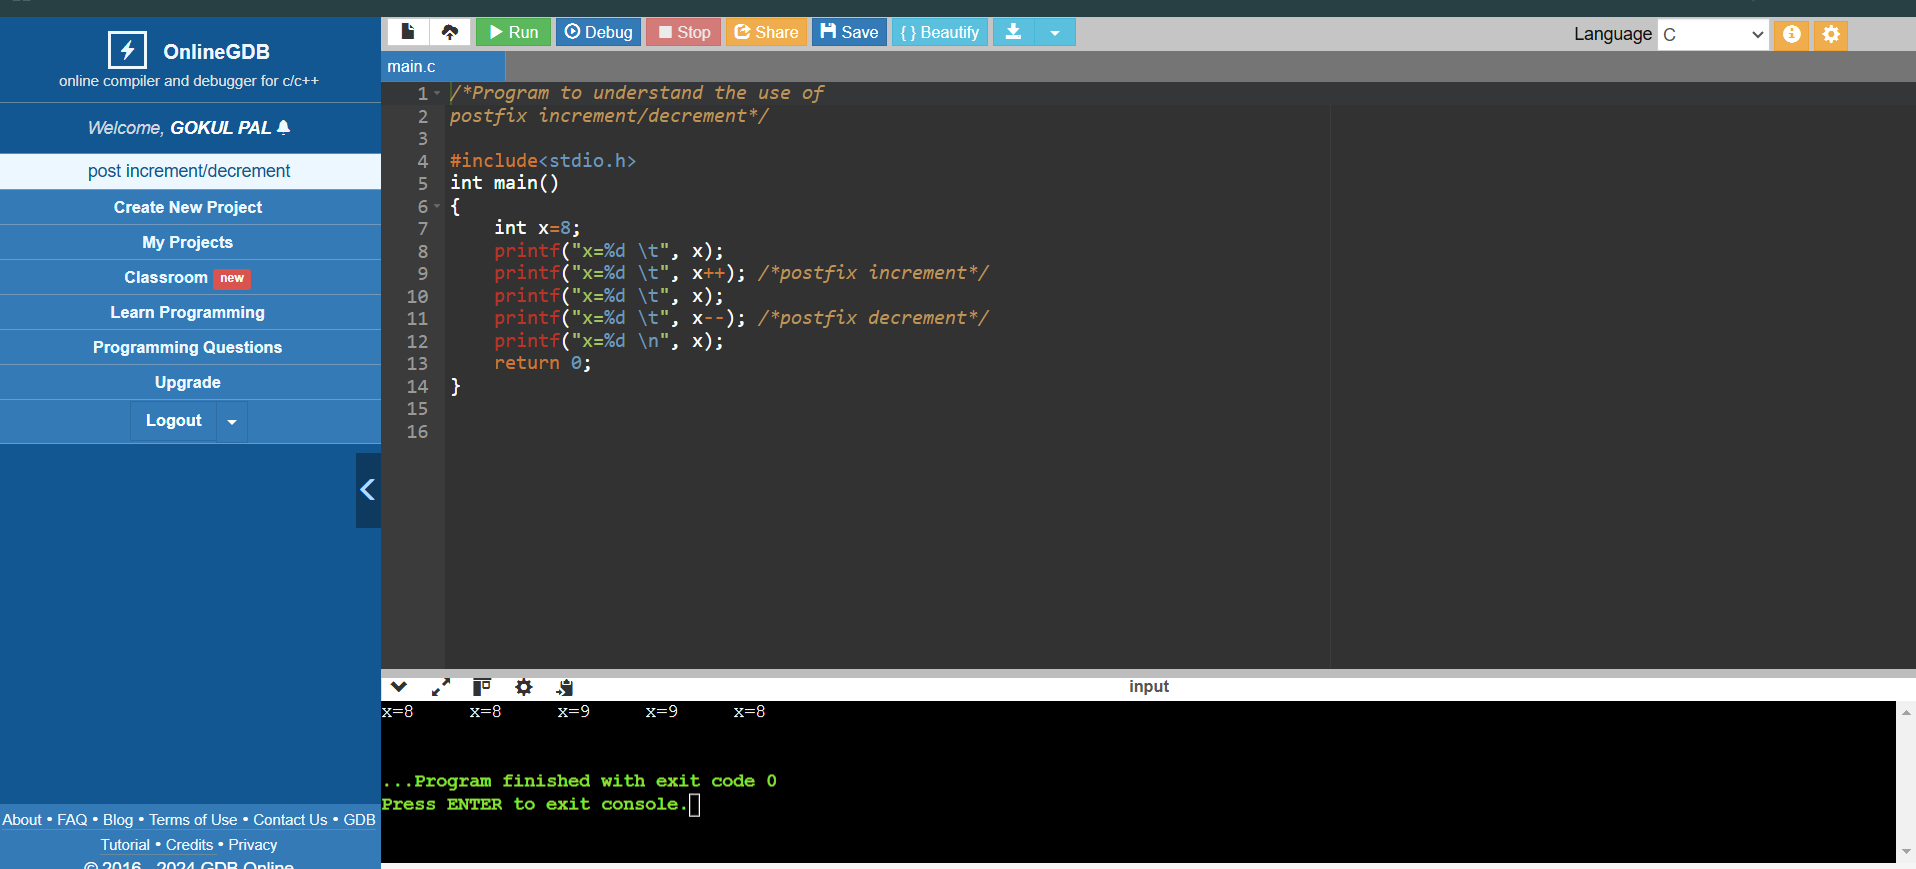 OnlineGDB
online compiler and debugger for c/c++
Welcome, GOKUL PAL
post increment/decrement
Create New Project
My Projects
Classroom new
Learn Programming
Programming Questions
Upgrade
Logout
About • FAQ • Blog • Terms of Use • Contact Us • GDB
Tutorial • Credits • Privacy
© 2016 - 2024 GDB Online
Run Debug Stop Share Save { } Beautify
Language C
main.c
1 /*Program to understand the use of
2 postfix increment/decrement*/
3
4 #include<stdio.h>
5 int main()
6 {
7     int x=8;
8     printf("x=%d \t", x);
9     printf("x=%d \t", x++); /*postfix increment*/
10     printf("x=%d \t", x);
11     printf("x=%d \t", x--); /*postfix decrement*/
12     printf("x=%d \n", x);
13     return 0;
14 }
15
16
input
x=8 x=8 x=9 x=9 x=8
...Program finished with exit code 0
Press ENTER to exit console.